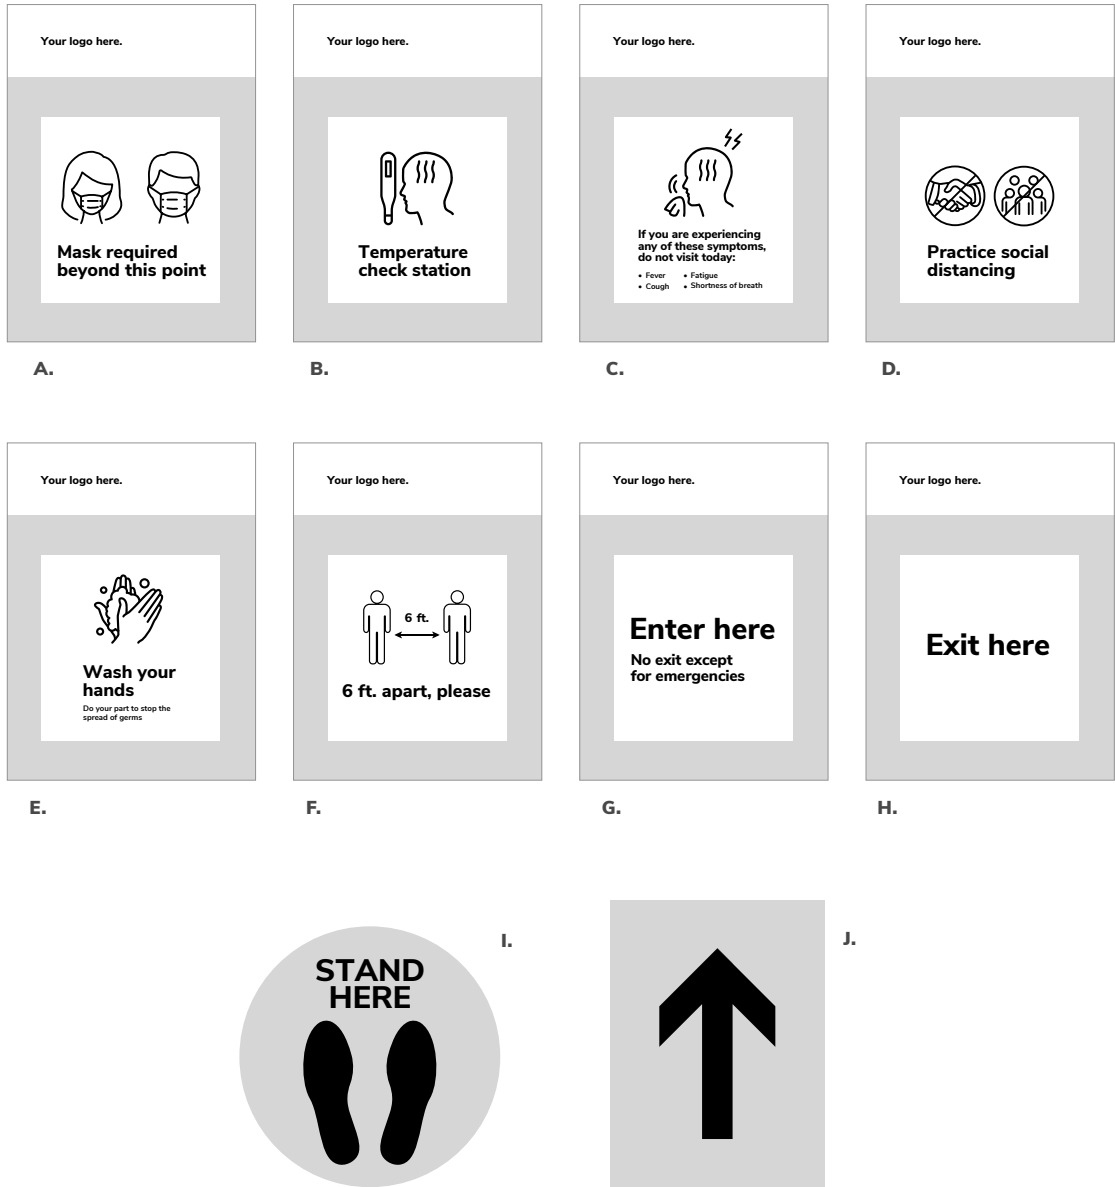 Your logo here.
Your logo here.
Your logo here.
Your logo here.
Mask required
beyond this point
Temperature
check station
If you are experiencing
any of these symptoms,
do not visit today:
• Fever • Fatigue
• Cough • Shortness of breath
Practice social
distancing
A.
B.
C.
D.
Your logo here.
Your logo here.
Your logo here.
Your logo here.
Wash your
hands
Do your part to stop the
spread of germs
6 ft.
6 ft. apart, please
Enter here
No exit except
for emergencies
Exit here
E.
F.
G.
H.
STAND
HERE
I.
J.